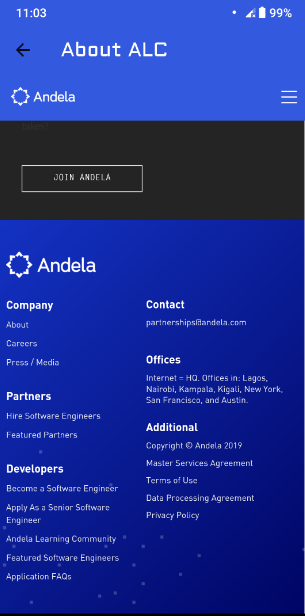 11:03
99%
About ALC
Andela
JOIN ANDELA
Andela
Company
About
Careers
Press / Media
Partners
Hire Software Engineers
Featured Partners
Developers
Become a Software Engineer
Apply As a Senior Software
Engineer
Andela Learning Community
Featured Software Engineers
Application FAQs
Contact
partnerships@andela.com
Offices
Internet = HQ. Offices in: Lagos,
Nairobi, Kampala, Kigali, New York,
San Francisco, and Austin.
Additional
Copyright © Andela 2019
Master Services Agreement
Terms of Use
Data Processing Agreement
Privacy Policy